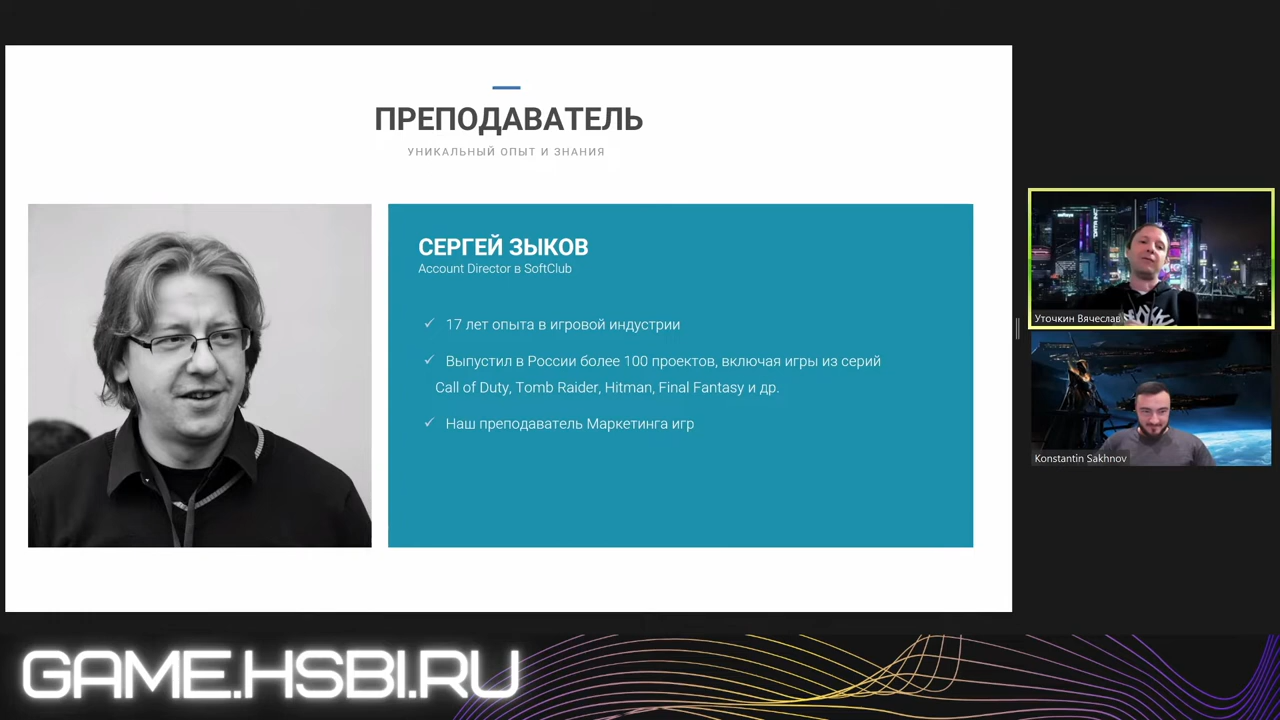 ПРЕПОДАВАТЕЛЬ
УНИКАЛЬНЫЙ ОПЫТ И ЗНАНИЯ
СЕРГЕЙ ЗЫКОВ
Account Director в SoftClub
17 лет опыта в игровой индустрии
Выпустил в России более 100 проектов, включая игры из серий
Call of Duty, Tomb Raider, Hitman, Final Fantasy и др.
Наш преподаватель Маркетинга игр
Уточкин Вячеслав
Konstantin Sakhnov
GAME.HSBI.RU